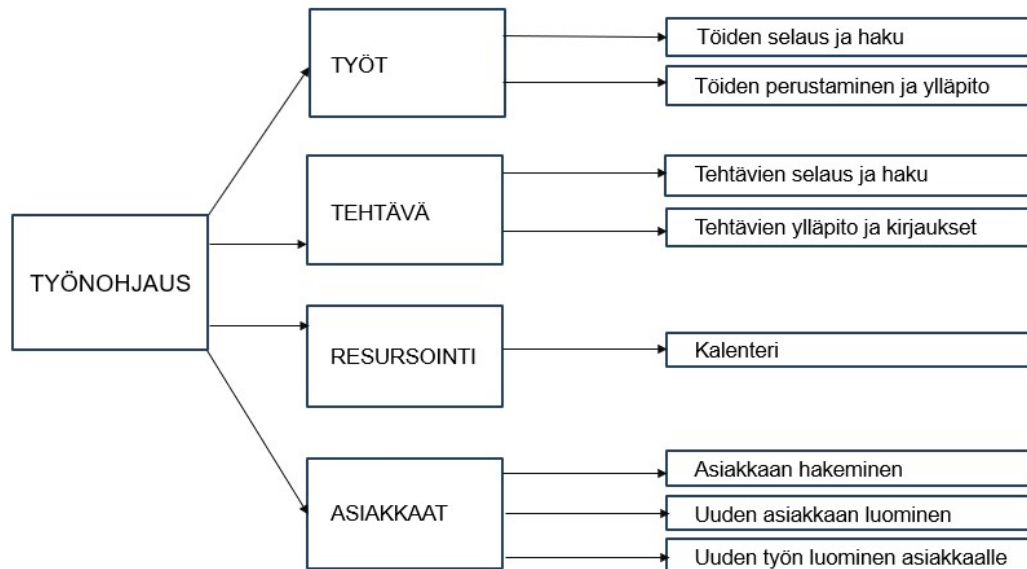 TYÖNOHJAUS
TYÖT
Töiden selaus ja haku
Töiden perustaminen ja ylläpito
TEHTÄVÄ
Tehtävien selaus ja haku
Tehtävien ylläpito ja kirjaukset
RESURSOINTI
Kalenteri
ASIAKKAAT
Asiakkaan hakeminen
Uuden asiakkaan luominen
Uuden työn luominen asiakkaalle